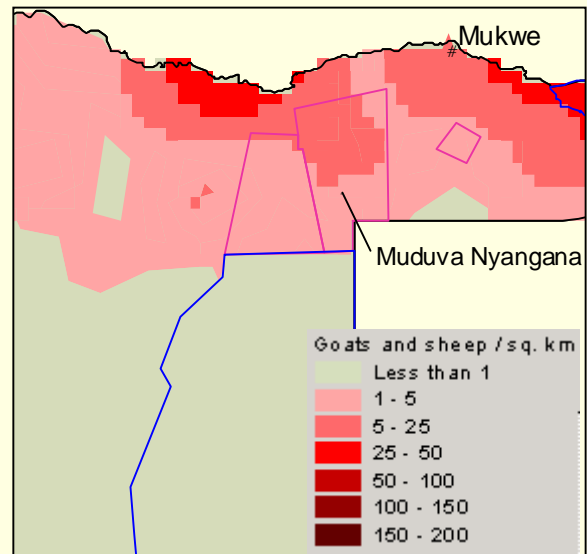 Mukwe
#
Muduva Nyangana
Goats and sheep / sq. km
Less than 1
1 - 5
5 - 25
25 - 50
50 - 100
100 - 150
150 - 200